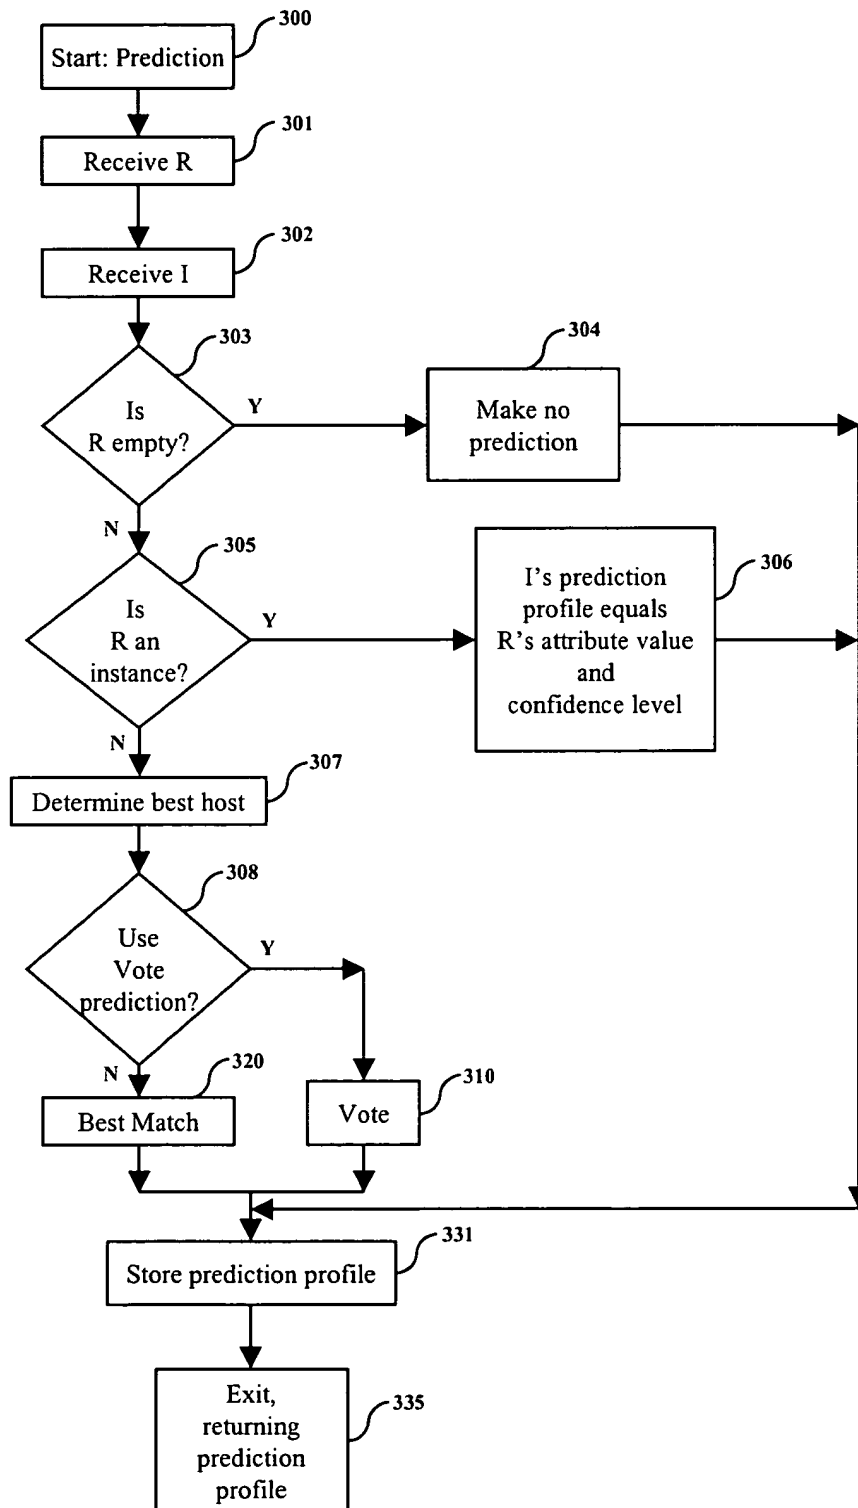 300
Start: Prediction
301
Receive R
302
Receive I
303
Is
R empty?
Y
304
Make no
prediction
N
305
Is
R an
instance?
Y
306
I's prediction
profile equals
R's attribute value
and
confidence level
N
307
Determine best host
308
Use
Vote
prediction?
Y
N
320
Best Match
310
Vote
331
Store prediction profile
335
Exit,
returning
prediction
profile